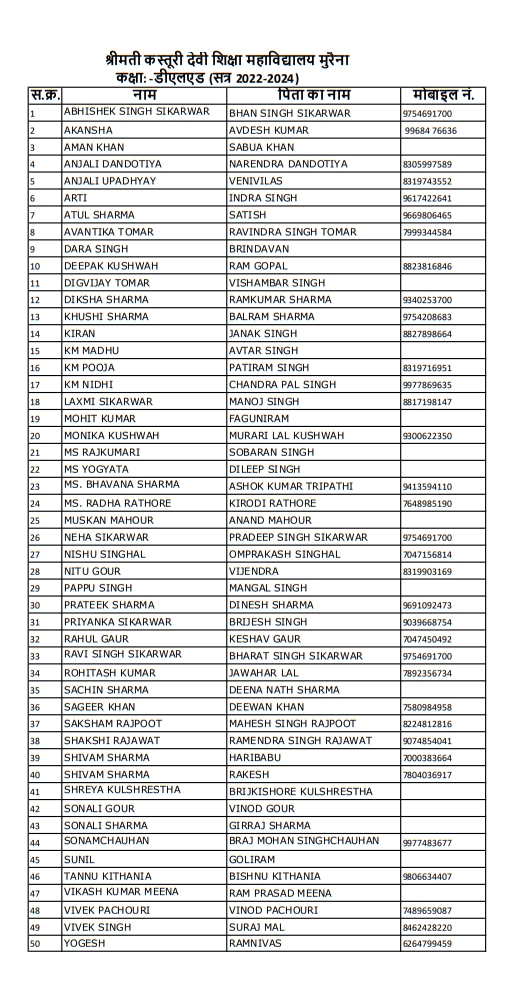 श्रीमती कस्तूरी देवी शिक्षा महाविद्यालय मुरैना
कक्षा:-डीएलएड (सत्र 2022-2024)
स.क्र. नाम पिता का नाम मोबाइल नं.
1 ABHISHEK SINGH SIKARWAR BHAN SINGH SIKARWAR 9754691700
2 AKANSHA AVDESH KUMAR 99684 76636
3 AMAN KHAN SABUA KHAN
4 ANJALI DANDOTIYA NARENDRA DANDOTIYA 8305997589
5 ANJALI UPADHYAY VENIVILAS 8319743552
6 ARTI INDRA SINGH 9617422641
7 ATUL SHARMA SATISH 9669806465
8 AVANTIKA TOMAR RAVINDRA SINGH TOMAR 7999344584
9 DARA SINGH BRINDAVAN
10 DEEPAK KUSHWAH RAM GOPAL 8823816846
11 DIGVIJAY TOMAR VISHAMBAR SINGH
12 DIKSHA SHARMA RAMKUMAR SHARMA 9340253700
13 KHUSHI SHARMA BALRAM SHARMA 9754208683
14 KIRAN JANAK SINGH 8827898664
15 KM MADHU AVTAR SINGH
16 KM POOJA PATIRAM SINGH 8319716951
17 KM NIDHI CHANDRA PAL SINGH 9977869635
18 LAXMI SIKARWAR MANOJ SINGH 8817198147
19 MOHIT KUMAR FAGUNIRAM
20 MONIKA KUSHWAH MURARI LAL KUSHWAH 9300622350
21 MS RAJKUMARI SOBARAN SINGH
22 MS YOGYATA DILEEP SINGH
23 MS. BHAVANA SHARMA ASHOK KUMAR TRIPATHI 9413594110
24 MS. RADHA RATHORE KIRODI RATHORE 7648985190
25 MUSKAN MAHOUR ANAND MAHOUR
26 NEHA SIKARWAR PRADEEP SINGH SIKARWAR 9754691700
27 NISHU SINGHAL OMPRAKASH SINGHAL 7047156814
28 NITU GOUR VIJENDRA 8319903169
29 PAPPU SINGH MANGAL SINGH
30 PRATEEK SHARMA DINESH SHARMA 9691092473
31 PRIYANKA SIKARWAR BRIJESH SINGH 9039668754
32 RAHUL GAUR KESHAV GAUR 7047450492
33 RAVI SINGH SIKARWAR BHARAT SINGH SIKARWAR 9754691700
34 ROHITASH KUMAR JAWAHAR LAL 7892356734
35 SACHIN SHARMA DEENA NATH SHARMA
36 SAGEER KHAN DEEWAN KHAN 7580984958
37 SAKSHAM RAJPOOT MAHESH SINGH RAJPOOT 8224812816
38 SHAKSHI RAJAWAT RAMENDRA SINGH RAJAWAT 9074854041
39 SHIVAM SHARMA HARIBABU 7000383664
40 SHIVAM SHARMA RAKESH 7804036917
41 SHREYA KULSHRESTHA BRIJKISHORE KULSHRESTHA
42 SONALI GOUR VINOD GOUR
43 SONALI SHARMA GIRRAJ SHARMA
44 SONAMCHAUHAN BRAJ MOHAN SINGHCHAUHAN 9977483677
45 SUNIL GOLIRAM
46 TANNU KITHANIA BISHNU KITHANIA 9806634407
47 VIKASH KUMAR MEENA RAM PRASAD MEENA
48 VIVEK PACHOURI VINOD PACHOURI 7489659087
49 VIVEK SINGH SURAJ MAL 8462428220
50 YOGESH RAMNIVAS 6264799459